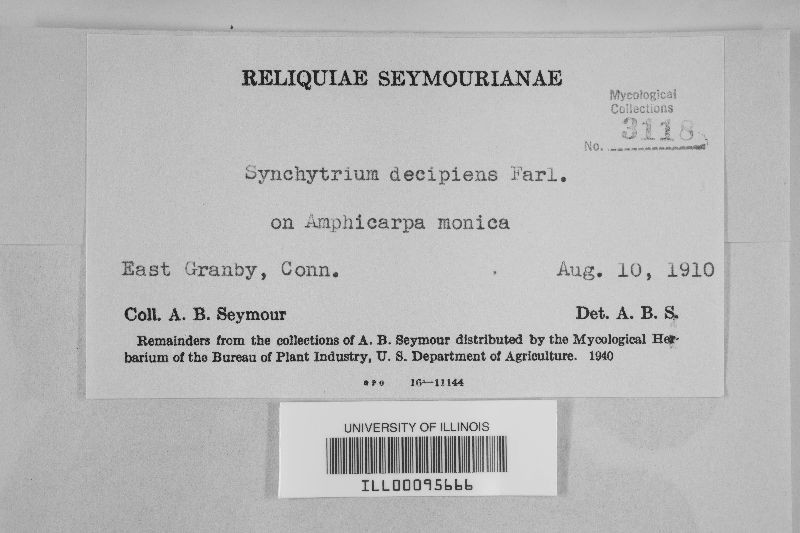 RELIQUIAE SEYMOURIANAE
Mycological
Collections
No. 3118
Synchytrium decipiens Farl.
on Amphicarpa monica
East Granby, Conn. Aug. 10, 1910
Coll. A. B. Seymour Det. A. B. S.
Remainders from the collections of A. B. Seymour distributed by the Mycological Her-
barium of the Bureau of Plant Industry, U. S. Department of Agriculture. 1940
GPO 16—11144
UNIVERSITY OF ILLINOIS
ILL00095666